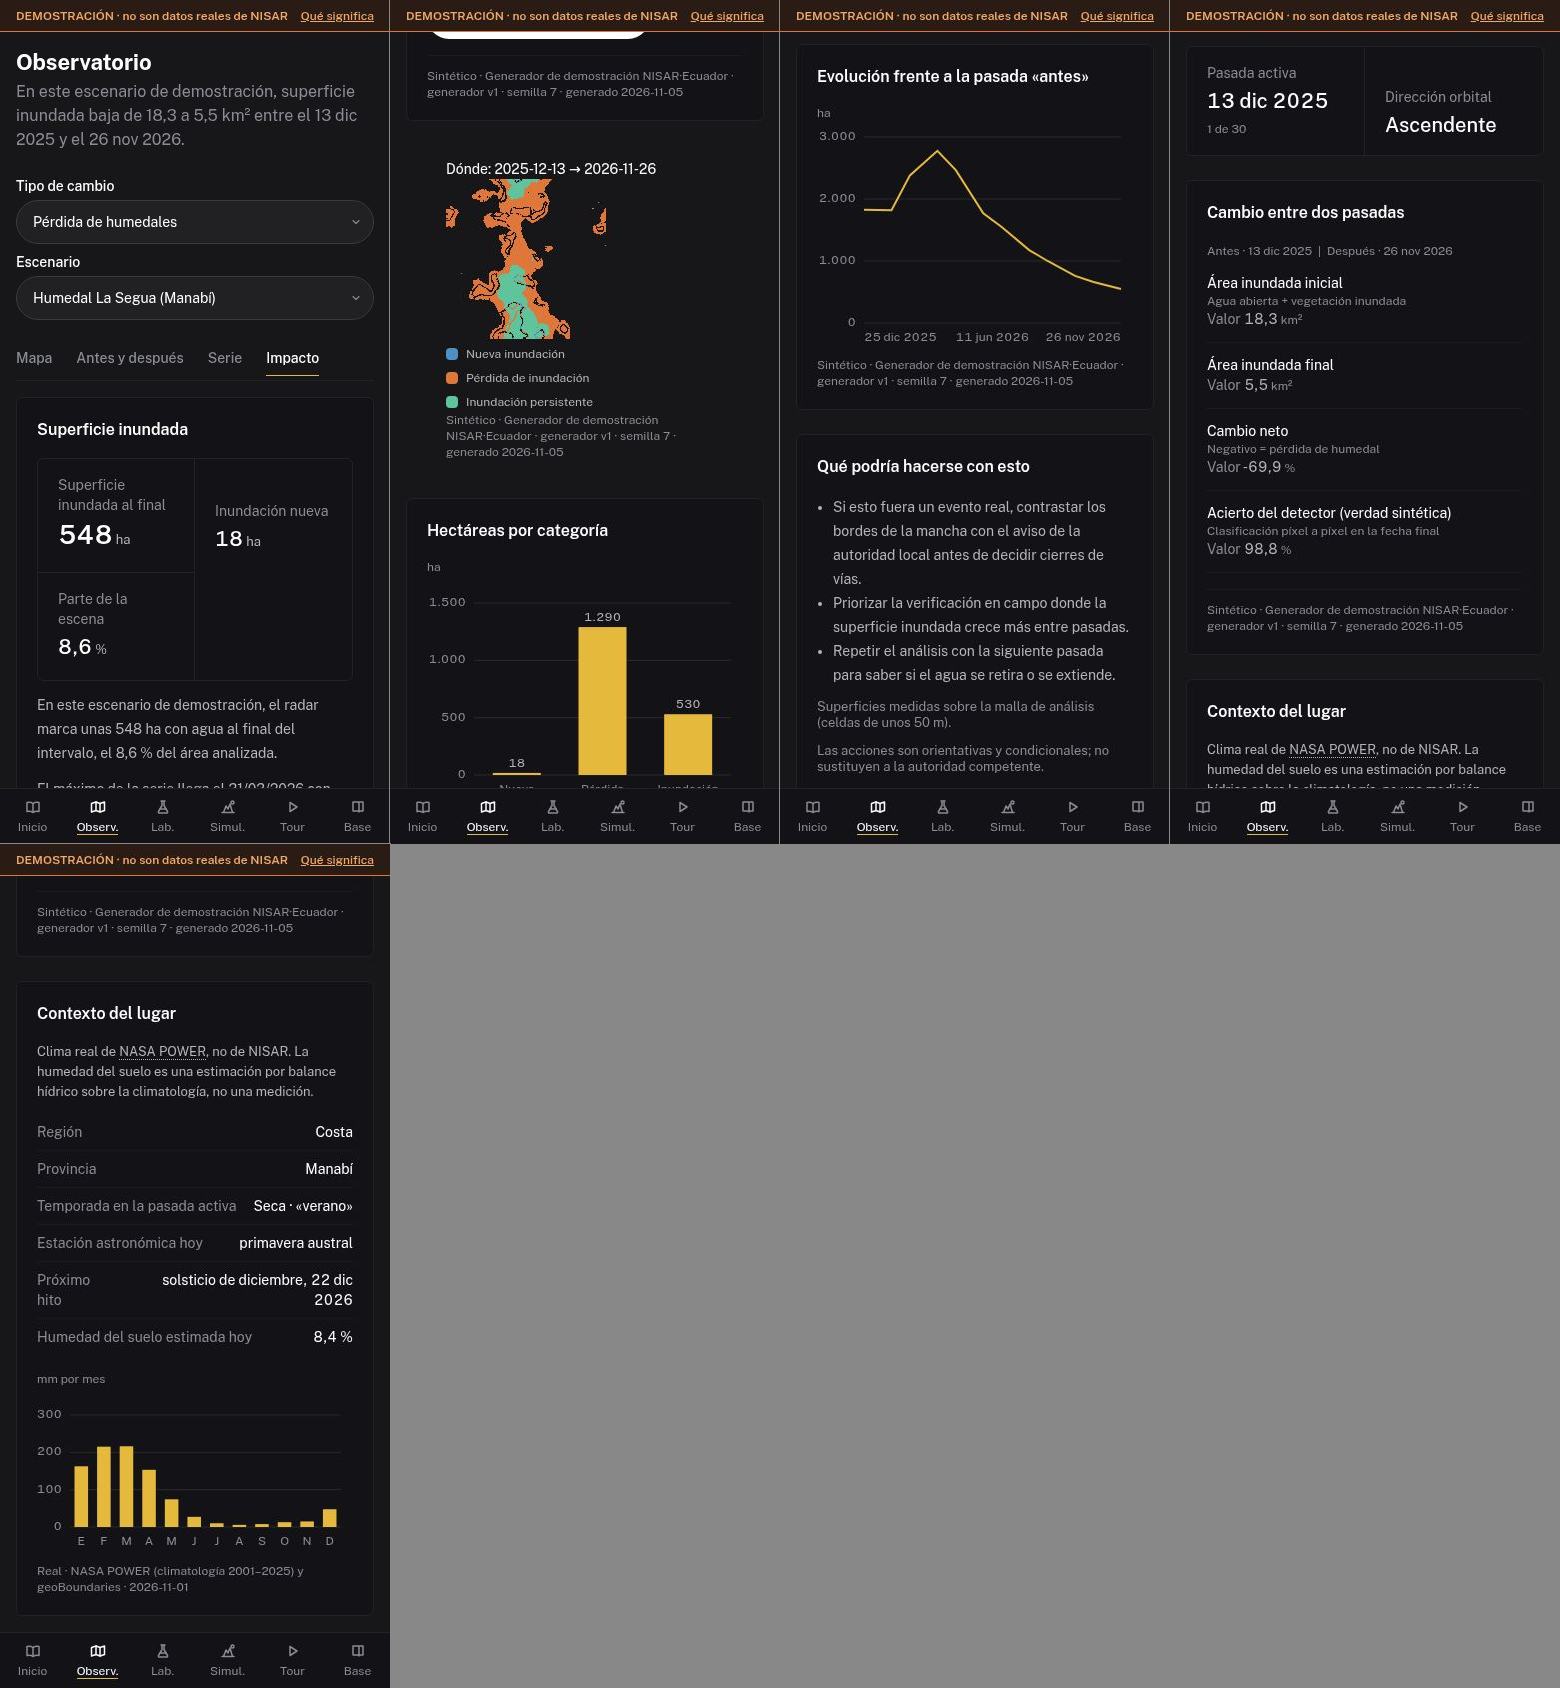 DEMOSTRACIÓN · no son datos reales de NISAR Qué significa
Observatorio
En este escenario de demostración, superficie
inundada baja de 18,3 a 5,5 km² entre el 13 dic
2025 y el 26 nov 2026.
Tipo de cambio
Pérdida de humedales
Escenario
Humedal La Segua (Manabí)
Mapa Antes y después Serie Impacto
Superficie inundada
Superficie
inundada al final
548 ha
Inundación nueva
18 ha
Parte de la
escena
8,6 %
En este escenario de demostración, el radar
marca unas 548 ha con agua al final del
intervalo, el 8,6 % del área analizada.
El máximo de la serie llega el 31/03/2026 con
Inicio Observ. Lab. Simul. Tour Base
DEMOSTRACIÓN · no son datos reales de NISAR Qué significa
Sintético · Generador de demostración NISAR·Ecuador ·
generador v1 · semilla 7 · generado 2026-11-05
Dónde: 2025-12-13 → 2026-11-26
Nueva inundación
Pérdida de inundación
Inundación persistente
Sintético · Generador de demostración
NISAR·Ecuador · generador v1 · semilla 7 ·
generado 2026-11-05
Hectáreas por categoría
ha
1.500
1.290
1.000
530
500
18
0
Nueva Pérdida Inundación
Inicio Observ. Lab. Simul. Tour Base
DEMOSTRACIÓN · no son datos reales de NISAR Qué significa
Evolución frente a la pasada «antes»
ha
3.000
2.000
1.000
0
25 dic 2025 11 jun 2026 26 nov 2026
Sintético · Generador de demostración NISAR·Ecuador ·
generador v1 · semilla 7 · generado 2026-11-05
Qué podría hacerse con esto
• Si esto fuera un evento real, contrastar los
bordes de la mancha con el aviso de la
autoridad local antes de decidir cierres de
vías.
• Priorizar la verificación en campo donde la
superficie inundada crece más entre pasadas.
• Repetir el análisis con la siguiente pasada
para saber si el agua se retira o se extiende.
Superficies medidas sobre la malla de análisis
(celdas de unos 50 m).
Las acciones son orientativas y condicionales; no
sustituyen a la autoridad competente.
Inicio Observ. Lab. Simul. Tour Base
DEMOSTRACIÓN · no son datos reales de NISAR Qué significa
Pasada activa
13 dic 2025
1 de 30
Dirección orbital
Ascendente
Cambio entre dos pasadas
Antes · 13 dic 2025 | Después · 26 nov 2026
Área inundada inicial
Agua abierta + vegetación inundada
Valor 18,3 km²
Área inundada final
Valor 5,5 km²
Cambio neto
Negativo = pérdida de humedal
Valor -69,9 %
Acierto del detector (verdad sintética)
Clasificación píxel a píxel en la fecha final
Valor 98,8 %
Sintético · Generador de demostración NISAR·Ecuador ·
generador v1 · semilla 7 · generado 2026-11-05
Contexto del lugar
Clima real de NASA POWER, no de NISAR. La
humedad del suelo es una estimación por balance
hídrico sobre la climatología, no una medición.
Inicio Observ. Lab. Simul. Tour Base
DEMOSTRACIÓN · no son datos reales de NISAR Qué significa
Sintético · Generador de demostración NISAR·Ecuador ·
generador v1 · semilla 7 · generado 2026-11-05
Contexto del lugar
Clima real de NASA POWER, no de NISAR. La
humedad del suelo es una estimación por balance
hídrico sobre la climatología, no una medición.
Región Costa
Provincia Manabí
Temporada en la pasada activa Seca · «verano»
Estación astronómica hoy primavera austral
Próximo hito solsticio de diciembre, 22 dic 2026
Humedad del suelo estimada hoy 8,4 %
mm por mes
300
200
100
0
E F M A M J J A S O N D
Real · NASA POWER (climatología 2001–2025) y
geoBoundaries · 2026-11-01
Inicio Observ. Lab. Simul. Tour Base